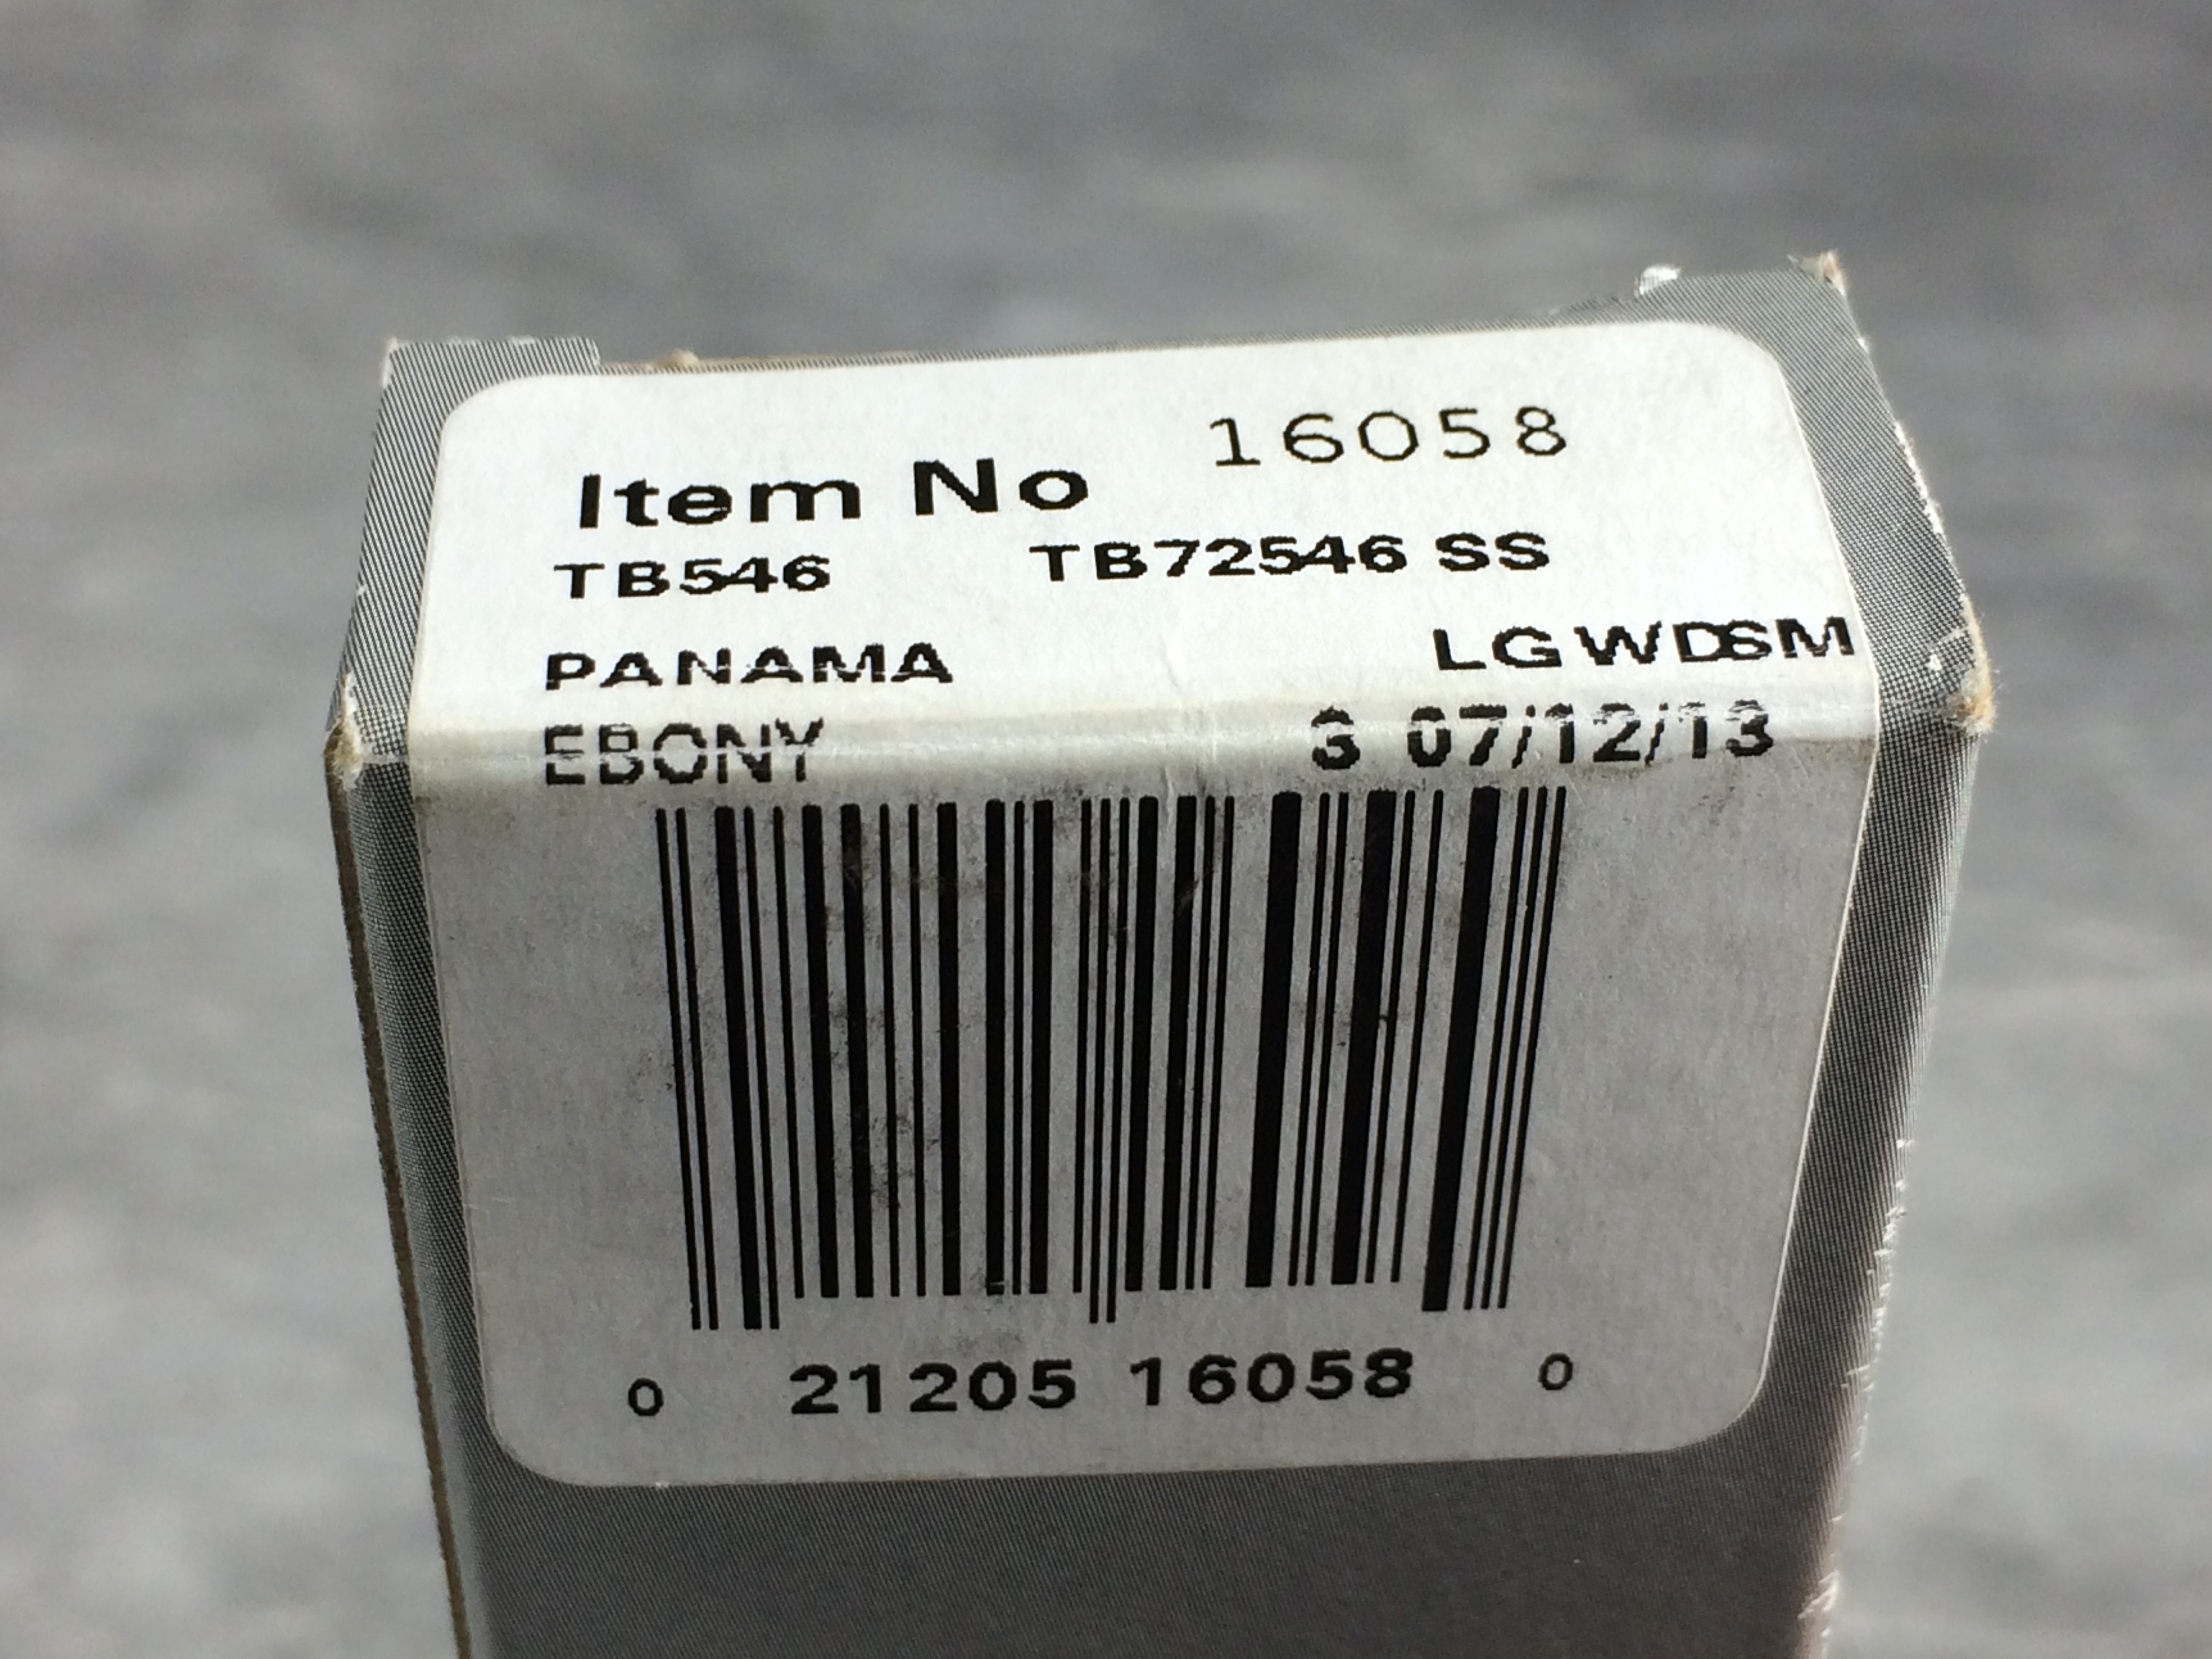 Item No 16058
TB546 TB72546 SS
PANAMA LG WDSM
EBONY 3 07/12/13
0 21205 16058 0